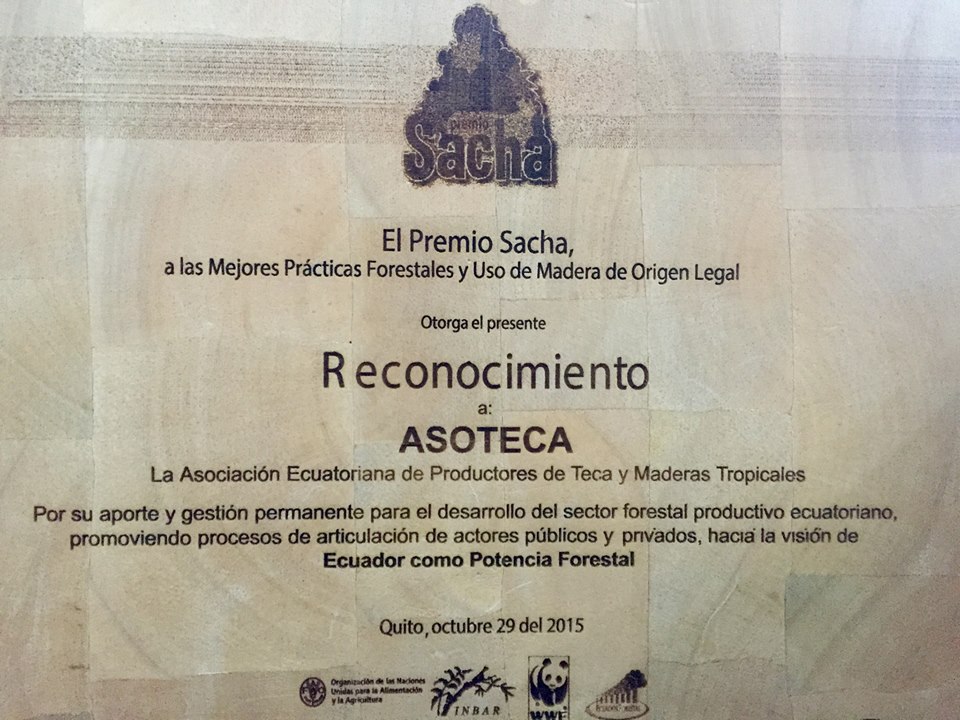 premio
Sacha
El Premio Sacha,
a las Mejores Prácticas Forestales y Uso de Madera de Origen Legal
Otorga el presente
Reconocimiento
a:
ASOTECA
La Asociación Ecuatoriana de Productores de Teca y Maderas Tropicales
Por su aporte y gestión permanente para el desarrollo del sector forestal productivo ecuatoriano,
promoviendo procesos de articulación de actores públicos y privados, hacia la visión de
Ecuador como Potencia Forestal
Quito, octubre 29 del 2015
Organización de las Naciones
Unidas para la Alimentación
y la Agricultura
INBAR
WWF
ECUADOR FORESTAL